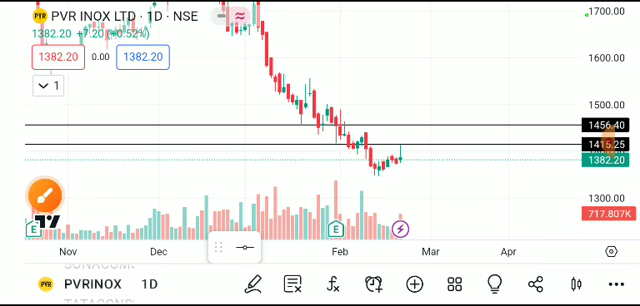 PVR PVR INOX LTD · 1D · NSE
1700.00
1382.20 +7.20 (+0.52%)
1382.20 0.00 1382.20
1600.00
1
1500.00
1456.40
1415.25
1382.20
1300.00
717.807K
E E
Nov Dec Feb Mar Apr
PVR PVRINOX 1D